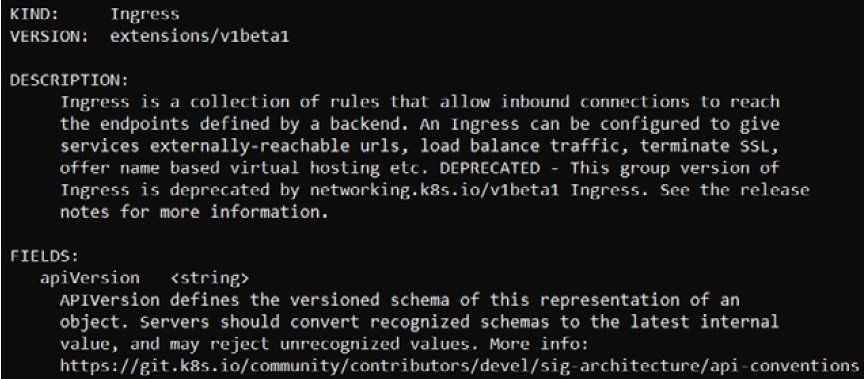 KIND:     Ingress
VERSION:  extensions/v1beta1
DESCRIPTION:
Ingress is a collection of rules that allow inbound connections to reach
the endpoints defined by a backend. An Ingress can be configured to give
services externally-reachable urls, load balance traffic, terminate SSL,
offer name based virtual hosting etc. DEPRECATED - This group version of
Ingress is deprecated by networking.k8s.io/v1beta1 Ingress. See the release
notes for more information.
FIELDS:
apiVersion   <string>
APIVersion defines the versioned schema of this representation of an
object. Servers should convert recognized schemas to the latest internal
value, and may reject unrecognized values. More info:
https://git.k8s.io/community/contributors/devel/sig-architecture/api-conventions